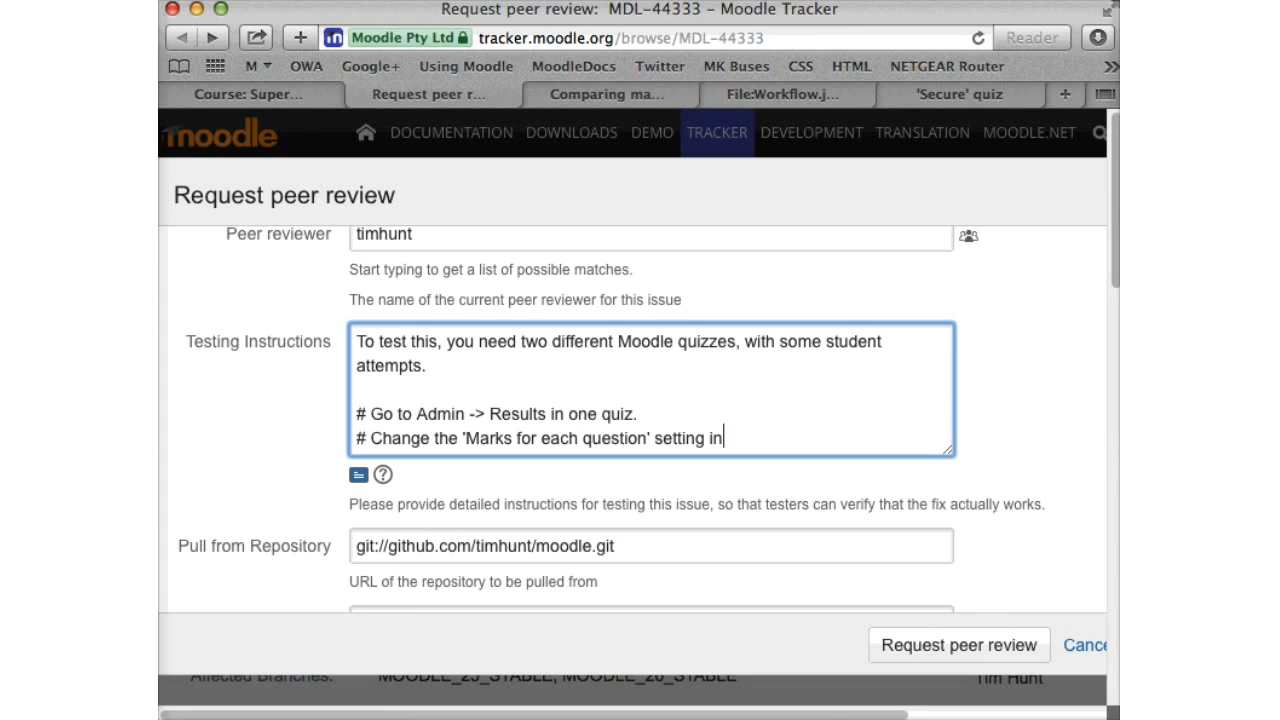 Request peer review: MDL-44333 – Moodle Tracker
Moodle Pty Ltd tracker.moodle.org/browse/MDL-44333 Reader
M OWA Google+ Using Moodle MoodleDocs Twitter MK Buses CSS HTML NETGEAR Router
Course: Super... Request peer r... Comparing ma... File:Workflow.j... 'Secure' quiz
moodle DOCUMENTATION DOWNLOADS DEMO TRACKER DEVELOPMENT TRANSLATION MOODLE.NET
Request peer review
Peer reviewer timhunt
Start typing to get a list of possible matches.
The name of the current peer reviewer for this issue
Testing Instructions To test this, you need two different Moodle quizzes, with some student
attempts.
# Go to Admin -> Results in one quiz.
# Change the 'Marks for each question' setting in
Please provide detailed instructions for testing this issue, so that testers can verify that the fix actually works.
Pull from Repository git://github.com/timhunt/moodle.git
URL of the repository to be pulled from
Request peer review Cance
Affected Branches: MOODLE_25_STABLE, MOODLE_26_STABLE Tim Hunt